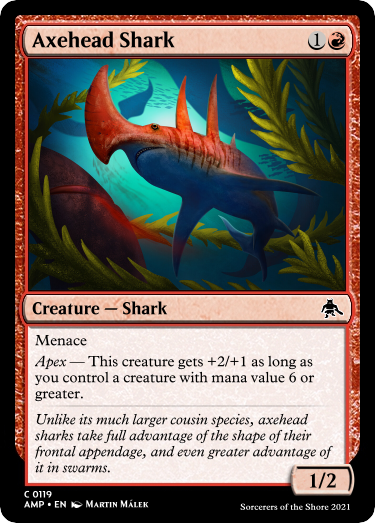 Axehead Shark 1
Creature — Shark
Menace
Apex — This creature gets +2/+1 as long as
you control a creature with mana value 6 or
greater.
Unlike its much larger cousin species, axehead
sharks take full advantage of the shape of their
frontal appendage, and even greater advantage of
it in swarms.
1/2
C 0119
AMP • EN Martin Málek
Sorcerers of the Shore 2021